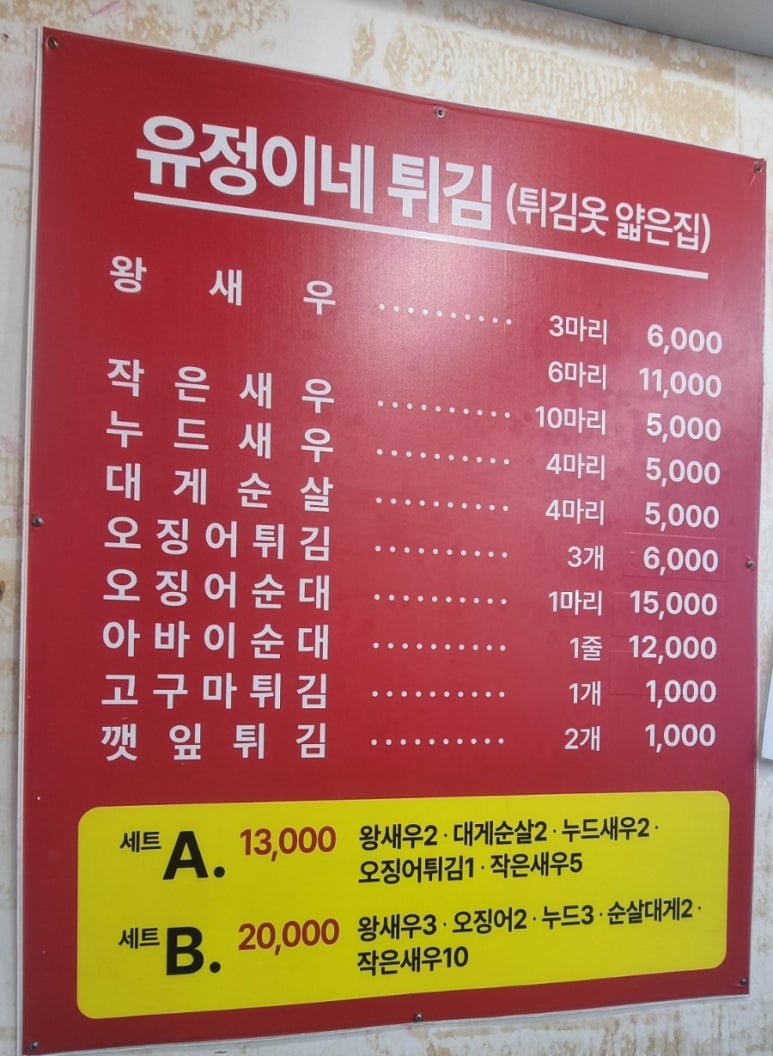 유정이네 튀김 (튀김옷 얇은집)
왕 새 우 .......... 3마리 6,000
6마리 11,000
작 은 새 우 .......... 10마리 5,000
누 드 새 우 .......... 4마리 5,000
대 게 순 살 .......... 4마리 5,000
오 징 어 튀 김 .......... 3개 6,000
오 징 어 순 대 .......... 1마리 15,000
아 바 이 순 대 .......... 1줄 12,000
고 구 마 튀 김 .......... 1개 1,000
깻 잎 튀 김 .......... 2개 1,000
세트 A. 13,000 왕새우2 · 대게순살2 · 누드새우2 ·
오징어튀김1 · 작은새우5
세트 B. 20,000 왕새우3 · 오징어2 · 누드3 · 순살대게2 ·
작은새우10